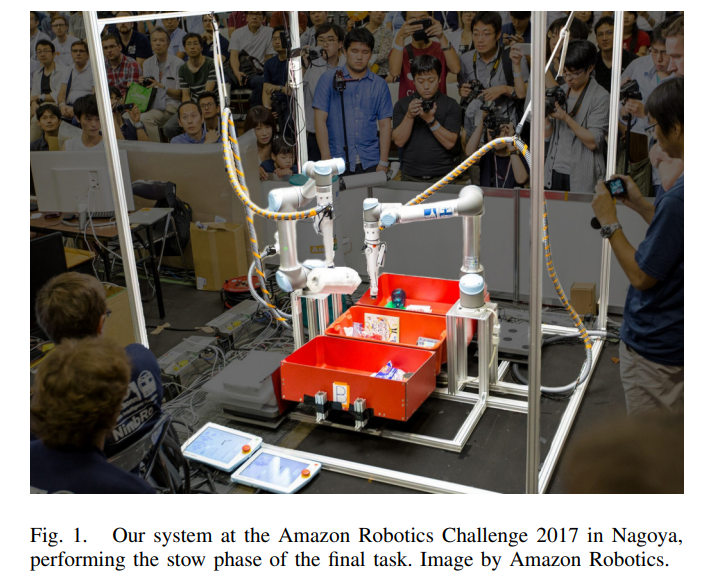 NimbRo
Fig. 1. Our system at the Amazon Robotics Challenge 2017 in Nagoya,
performing the stow phase of the final task. Image by Amazon Robotics.